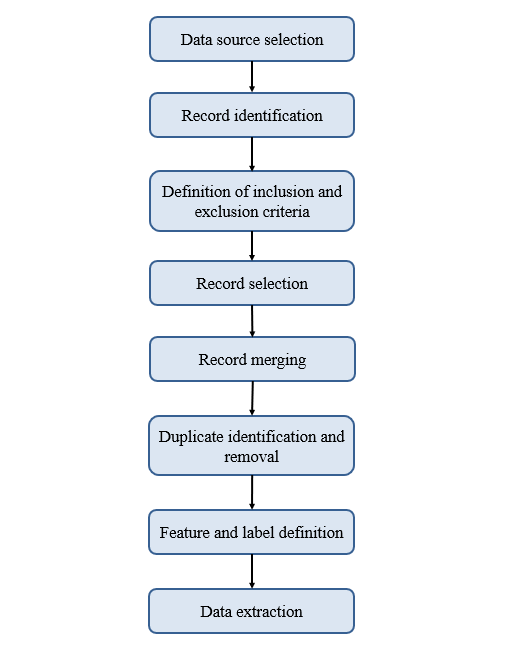 Data source selection
Record identification
Definition of inclusion and
exclusion criteria
Record selection
Record merging
Duplicate identification and
removal
Feature and label definition
Data extraction